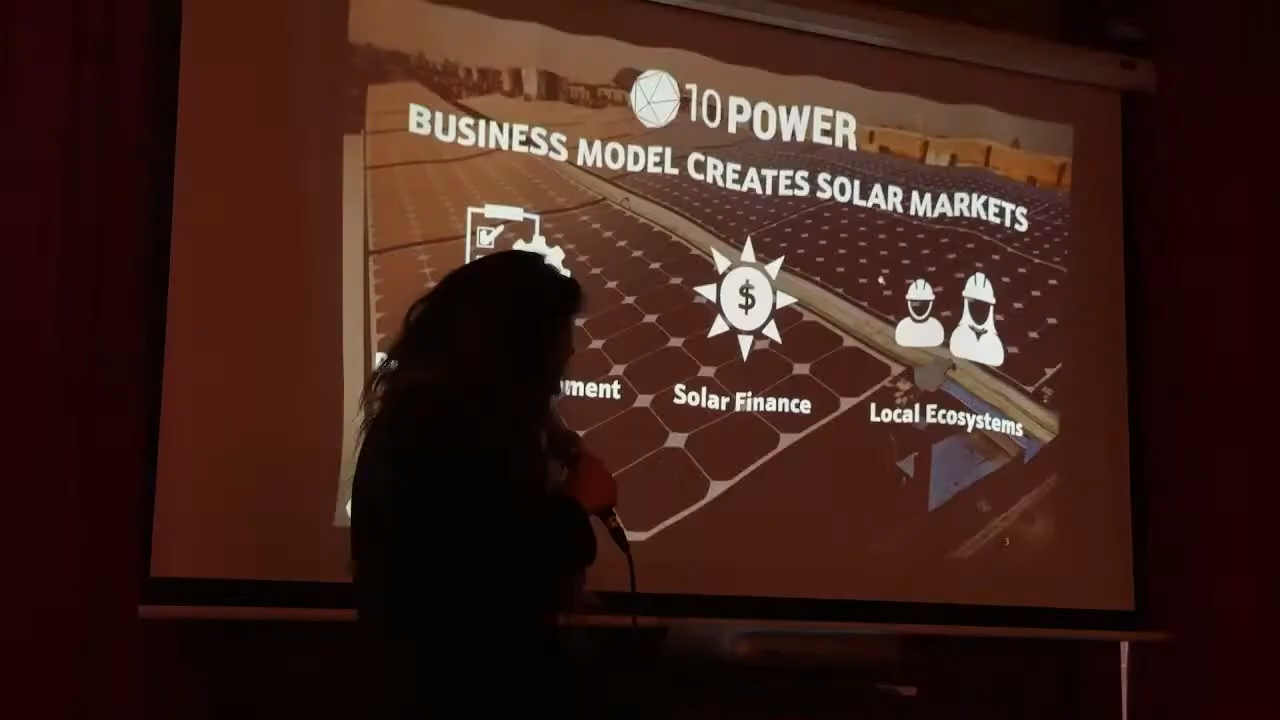 10POWER
BUSINESS MODEL CREATES SOLAR MARKETS
$
Solar Finance
Local Ecosystems